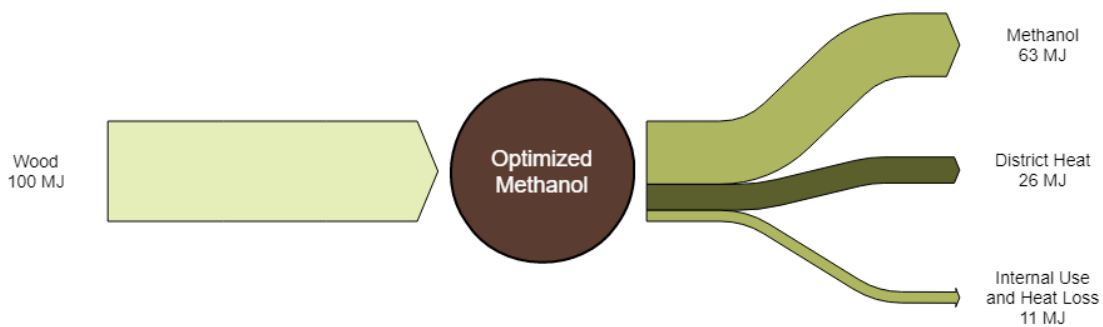 Wood
100 MJ
Optimized
Methanol
Methanol
63 MJ
District Heat
26 MJ
Internal Use
and Heat Loss
11 MJ